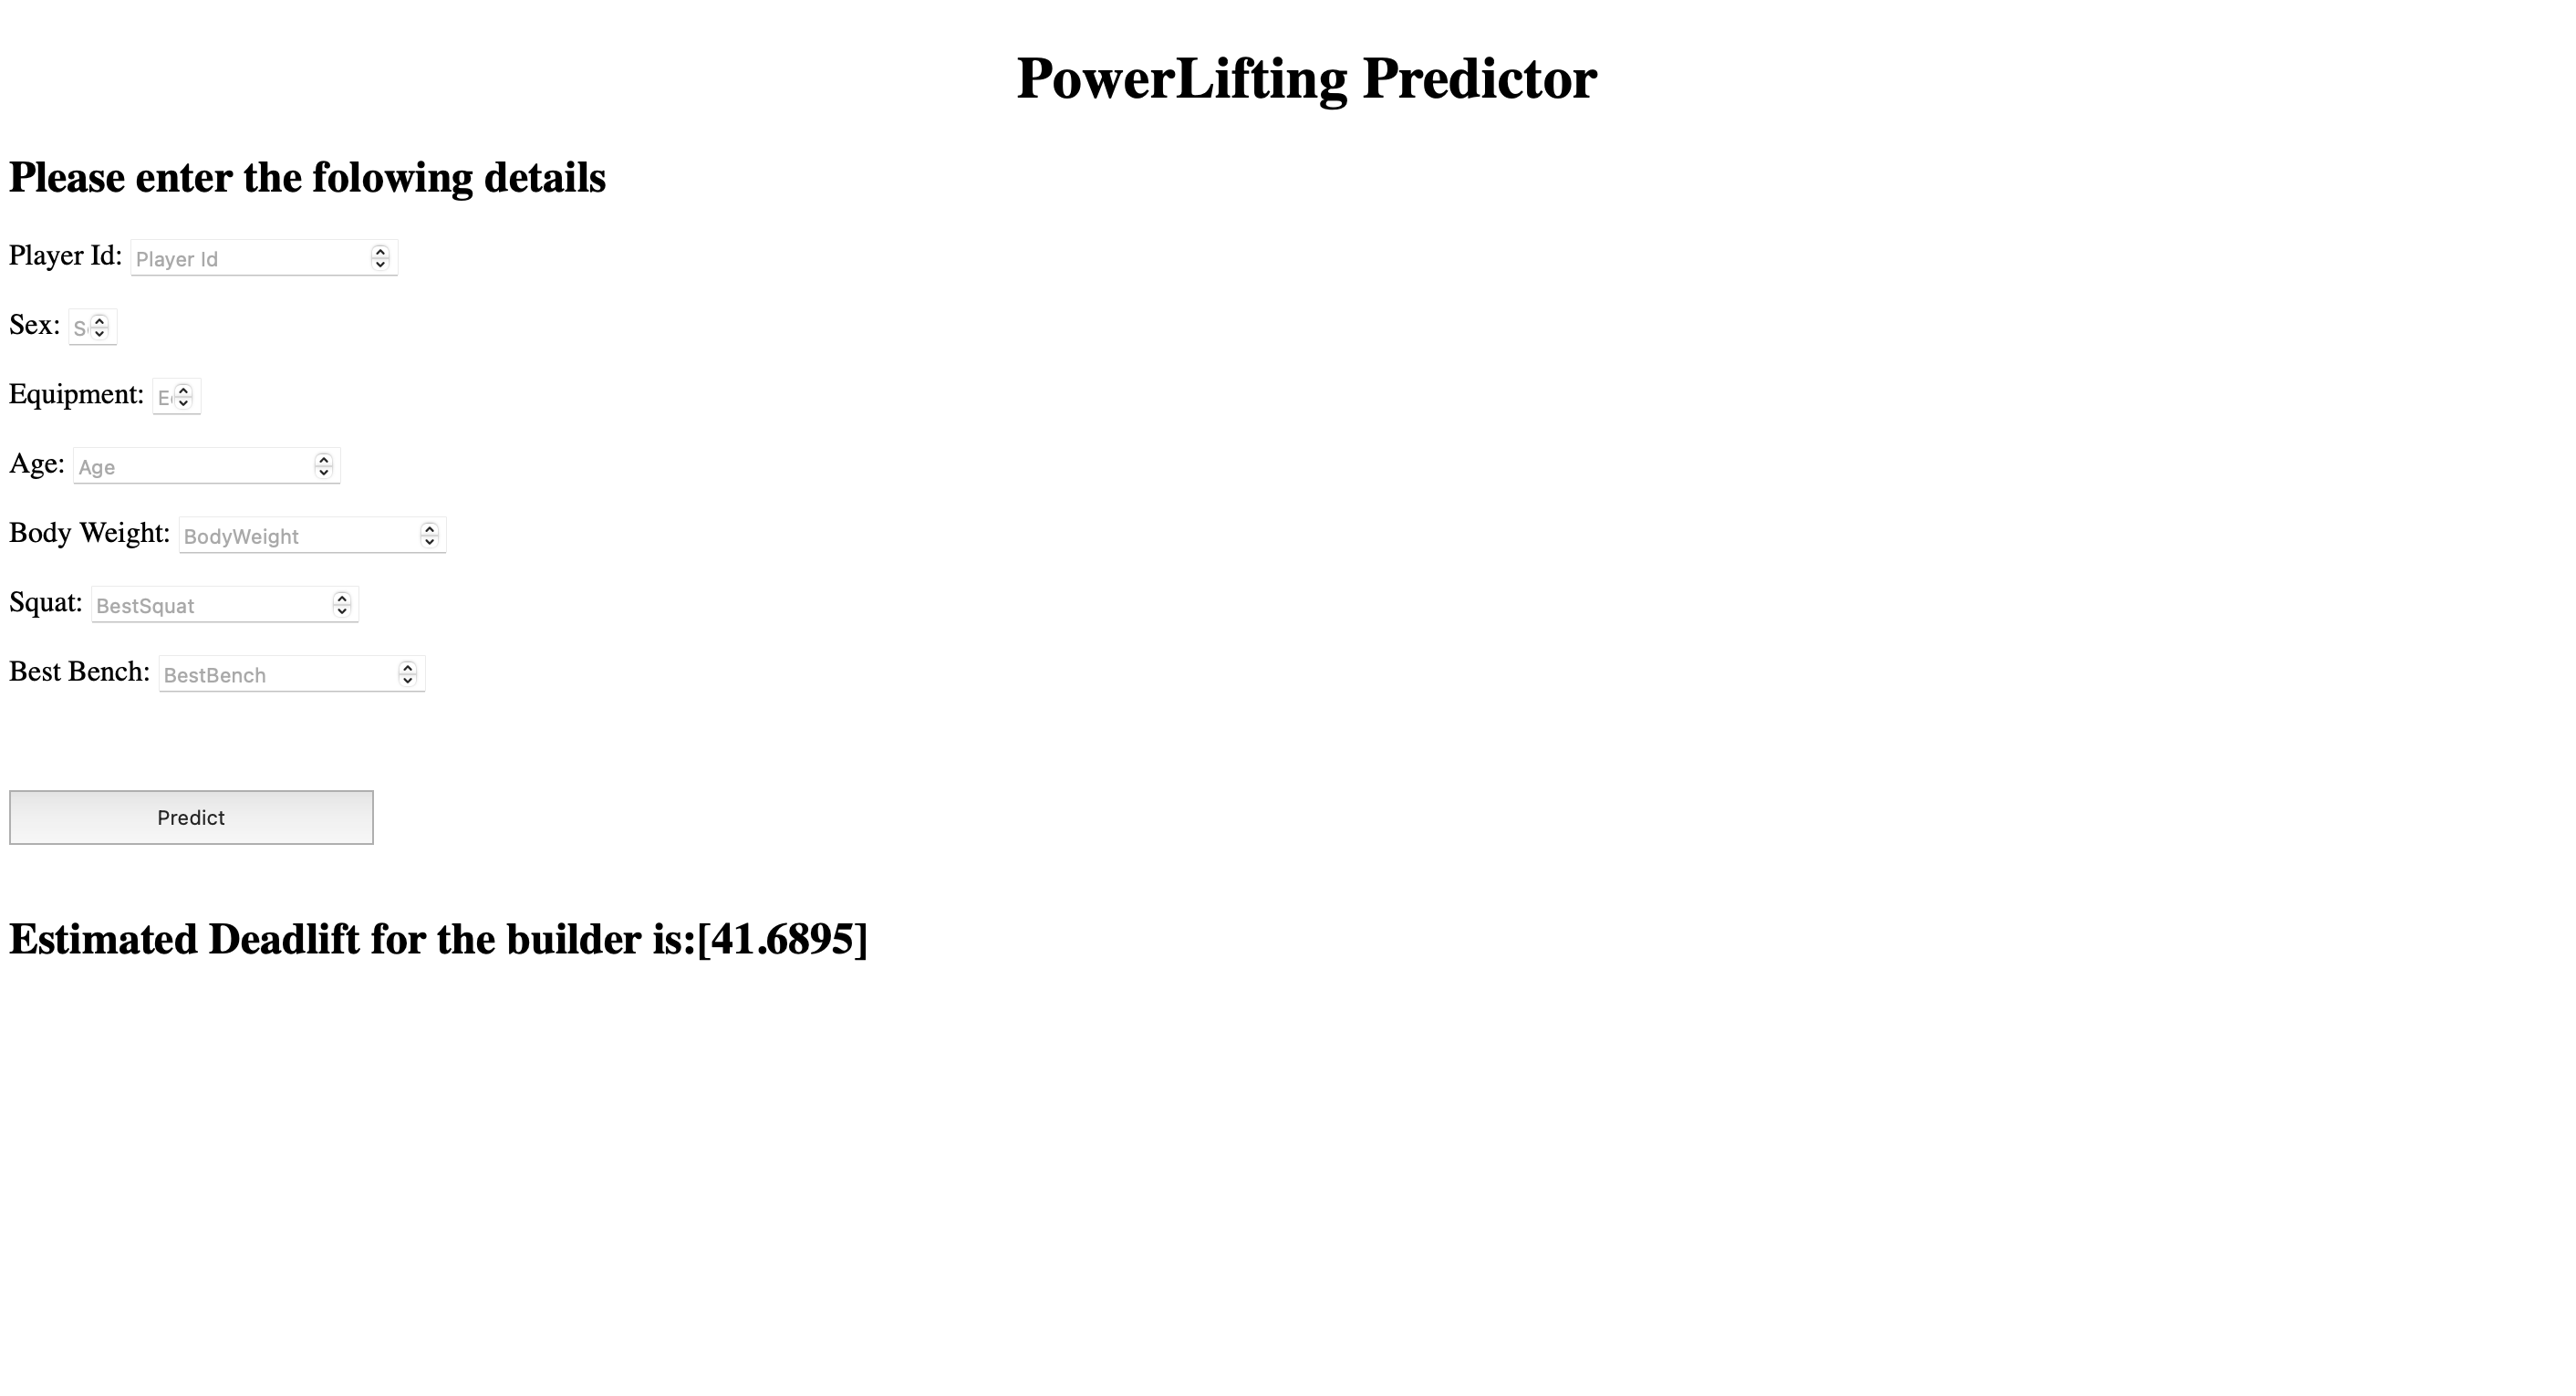 PowerLifting Predictor
Please enter the folowing details
Player Id: Player Id
Sex: S
Equipment: E
Age: Age
Body Weight: BodyWeight
Squat: BestSquat
Best Bench: BestBench
Predict
Estimated Deadlift for the builder is:[41.6895]